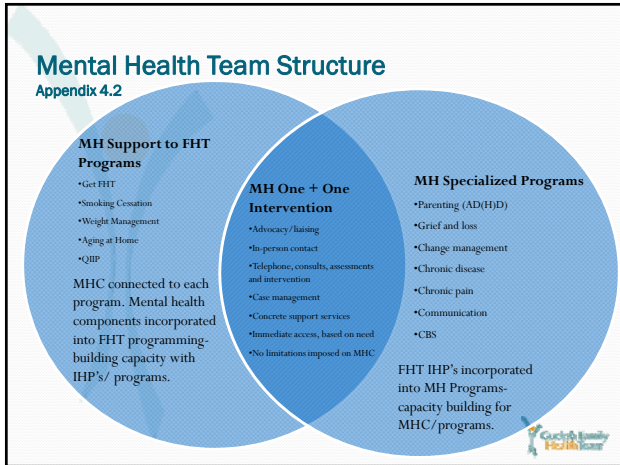 Mental Health Team Structure
Appendix 4.2
MH Support to FHT
Programs
•Get FHT
•Smoking Cessation
•Weight Management
•Aging at Home
•QIIP
MHC connected to each
program. Mental health
components incorporated
into FHT programming-
building capacity with
IHP's/ programs.
MH One + One
Intervention
•Advocacy/liaising
•In-person contact
•Telephone, consults, assessments
and intervention
•Case management
•Concrete support services
•Immediate access, based on need
•No limitations imposed on MHC
MH Specialized Programs
•Parenting (AD(H)D)
•Grief and loss
•Change management
•Chronic disease
•Chronic pain
•Communication
•CBS
FHT IHP's incorporated
into MH Programs-
capacity building for
MHC/programs.
Family
Health Team